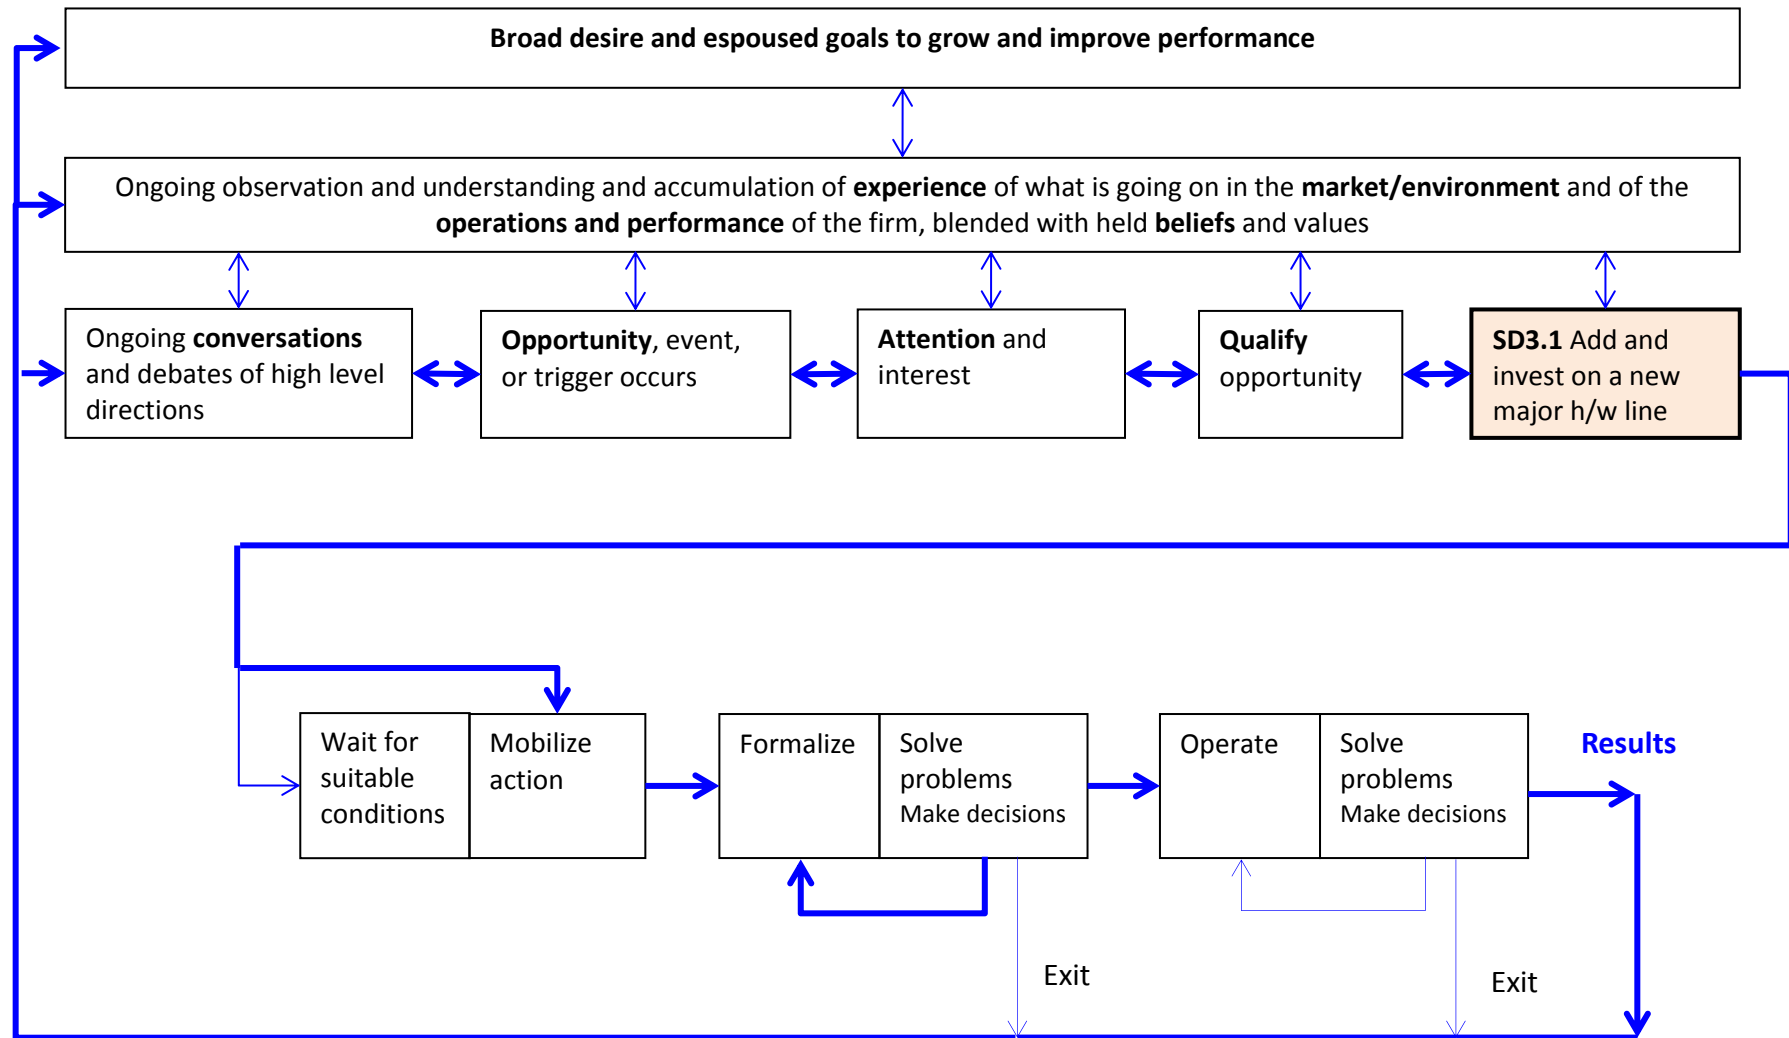 Broad desire and espoused goals to grow and improve performance
Ongoing observation and understanding and accumulation of experience of what is going on in the market/environment and of the
operations and performance of the firm, blended with held beliefs and values
Ongoing conversations
and debates of high level
directions
Opportunity, event,
or trigger occurs
Attention and
interest
Qualify
opportunity
SD3.1 Add and
invest on a new
major h/w line
Wait for
suitable
conditions
Mobilize
action
Formalize
Solve
problems
Make decisions
Operate
Solve
problems
Make decisions
Results
Exit
Exit